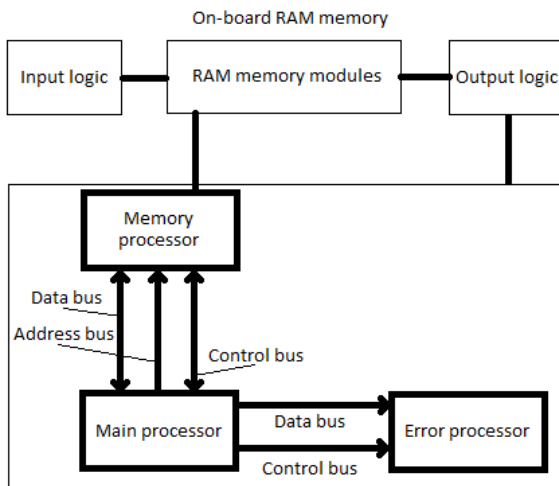 On-board RAM memory
Input logic
RAM memory modules
Output logic
Memory
processor
Data bus
Address bus
Control bus
Main processor
Data bus
Control bus
Error processor